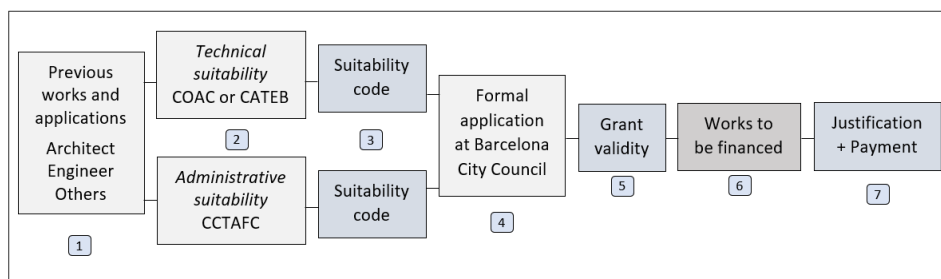 Previous
works and
applications
Architect
Engineer
Others
1
Technical
suitability
COAC or CATEB
2
Suitability
code
3
Administrative
suitability
CCTAFC
Suitability
code
Formal
application
at Barcelona
City Council
4
Grant
validity
5
Works to
be financed
6
Justification
+ Payment
7